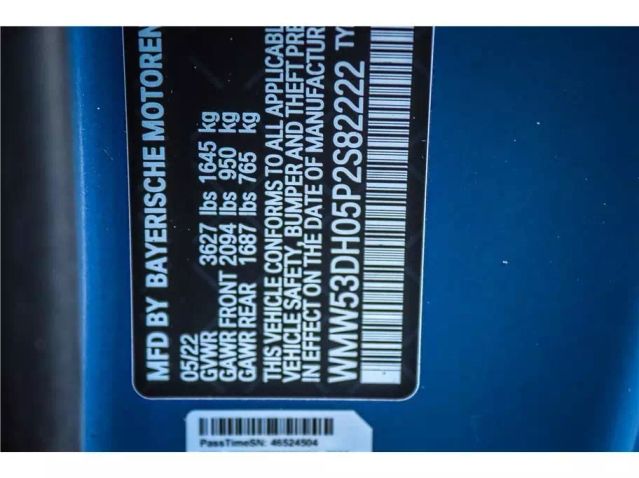 MFD BY BAYERISCHE MOTOREN
05/22
GVWR 3627 lbs 1645 kg
GAWR FRONT 2094 lbs 950 kg
GAWR REAR 1687 lbs 765 kg
THIS VEHICLE CONFORMS TO ALL APPLICABL
VEHICLE SAFETY, BUMPER AND THEFT PRE
IN EFFECT ON THE DATE OF MANUFACTUR
WMW53DH05P2S82222 TY
PassTimeSN: 46524504